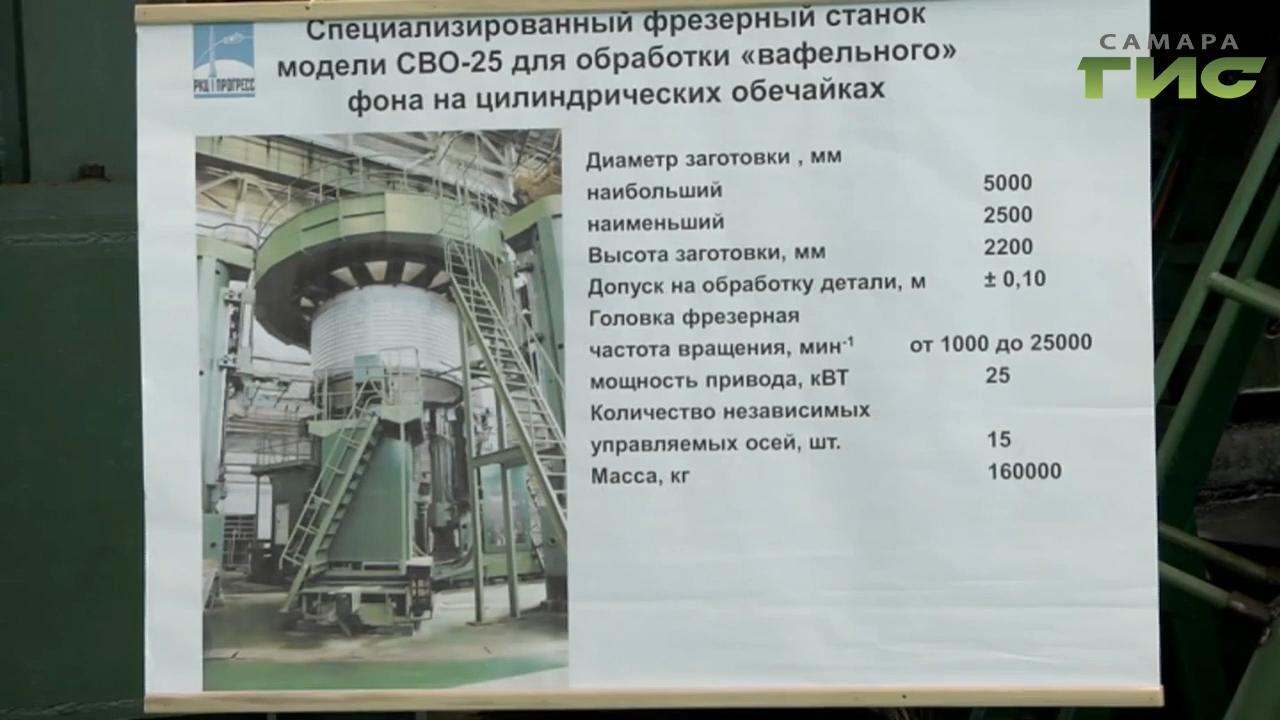 Специализированный фрезерный станок
модели СВО-25 для обработки «вафельного»
фона на цилиндрических обечайках
РКЦ ПРОГРЕСС
САМАРА
ГИС
Диаметр заготовки , мм
наибольший 5000
наименьший 2500
Высота заготовки, мм 2200
Допуск на обработку детали, м ± 0,10
Головка фрезерная
частота вращения, мин-1 от 1000 до 25000
мощность привода, кВТ 25
Количество независимых
управляемых осей, шт. 15
Масса, кг 160000